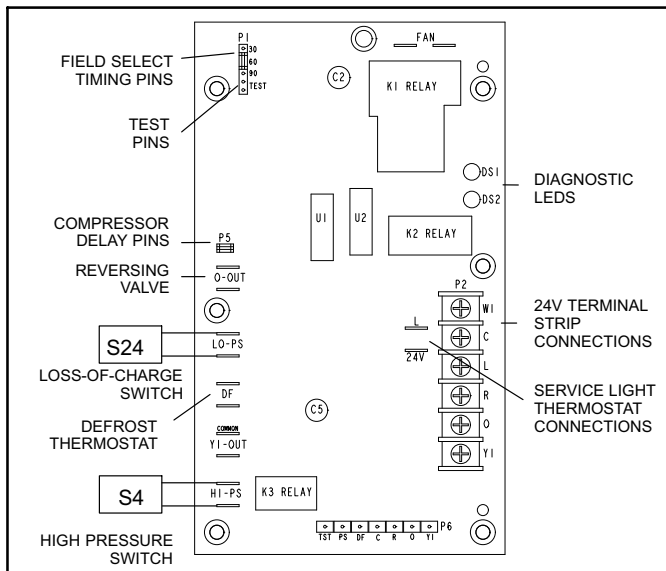 P1
30
60
90
TEST
FIELD SELECT
TIMING PINS
TEST
PINS
FAN
C2
K1 RELAY
DS1
DS2
DIAGNOSTIC
LEDS
U1
U2
K2 RELAY
COMPRESSOR
DELAY PINS
P5
REVERSING
VALVE
O-OUT
P2
W1
C
L
R
O
Y1
24V TERMINAL
STRIP
CONNECTIONS
L
24V
SERVICE LIGHT
THERMOSTAT
CONNECTIONS
S24
LO-PS
LOSS-OF-CHARGE
SWITCH
DF
DEFROST
THERMOSTAT
C5
COMMON
Y1-OUT
S4
HI-PS
K3 RELAY
HIGH PRESSURE
SWITCH
P6
TST PS DF C R O Y1